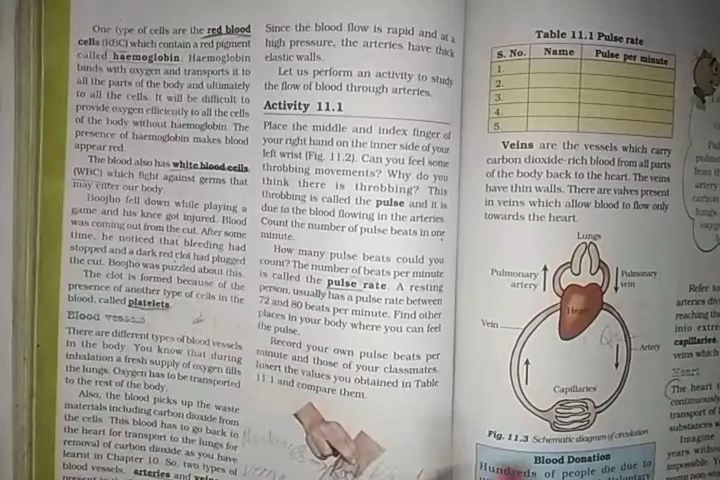 One type of cells are the red blood
cells (RBC) which contain a red pigment
called haemoglobin. Haemoglobin
binds with oxygen and transports it to
all the parts of the body and ultimately
to all the cells. It will be difficult to
provide oxygen efficiently to all the cells
of the body without haemoglobin. The
presence of haemoglobin makes blood
appear red.
The blood also has white blood cells
(WBC) which fight against germs that
may enter our body.
Boojho fell down while playing a
game and his knee got injured. Blood
was coming out from the cut. After some
time, he noticed that bleeding had
stopped and a dark red clot had plugged
the cut. Boojho was puzzled about this.
The clot is formed because of the
presence of another type of cells in the
blood, called platelets.
Blood vessels
There are different types of blood vessels
in the body. You know that during
inhalation a fresh supply of oxygen fills
the lungs. Oxygen has to be transported
to the rest of the body.
Also, the blood picks up the waste
materials including carbon dioxide from
the cells. This blood has to go back to
the heart for transport to the lungs for
removal of carbon dioxide as you have
learnt in Chapter 10. So, two types of
blood vessels, arteries and
Since the blood flow is rapid and at a
high pressure, the arteries have thick
elastic walls.
Let us perform an activity to study
the flow of blood through arteries.
Activity 11.1
Place the middle and index finger of
your right hand on the inner side of your
left wrist (Fig. 11.2). Can you feel some
throbbing movements? Why do you
think there is throbbing? This
throbbing is called the pulse and it is
due to the blood flowing in the arteries.
Count the number of pulse beats in one
minute.
How many pulse beats could you
count? The number of beats per minute
is called the pulse rate. A resting
person, usually has a pulse rate between
72 and 80 beats per minute. Find other
places in your body where you can feel
the pulse.
Record your own pulse beats per
minute and those of your classmates.
Insert the values you obtained in Table
11.1 and compare them.
Table 11.1 Pulse rate
S. No. Name Pulse per minute
1.
2.
3.
4.
5.
Veins are the vessels which carry
carbon dioxide-rich blood from all parts
of the body back to the heart. The veins
have thin walls. There are valves present
in veins which allow blood to flow only
towards the heart.
Lungs
Pulmonary
artery
Pulmonary
vein
Heart
Vein
Artery
Capillaries
Fig. 11.3 Schematic diagram of circulation
Blood Donation
Hundreds of people die due to
Refer to
arteries
reaching
into
capillaries
veins which
Heart
The heart
continuously
transport of
substances
Imagine
years
impossible.